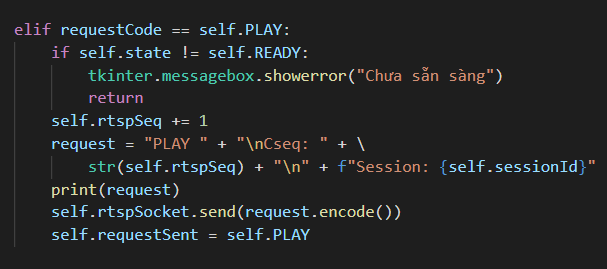 elif requestCode == self.PLAY:
    if self.state != self.READY:
        tkinter.messagebox.showerror("Chưa sẵn sàng")
        return
    self.rtspSeq += 1
    request = "PLAY " + "\nCseq: " + \
        str(self.rtspSeq) + "\n" + f"Session: {self.sessionId}"
    print(request)
    self.rtspSocket.send(request.encode())
    self.requestSent = self.PLAY